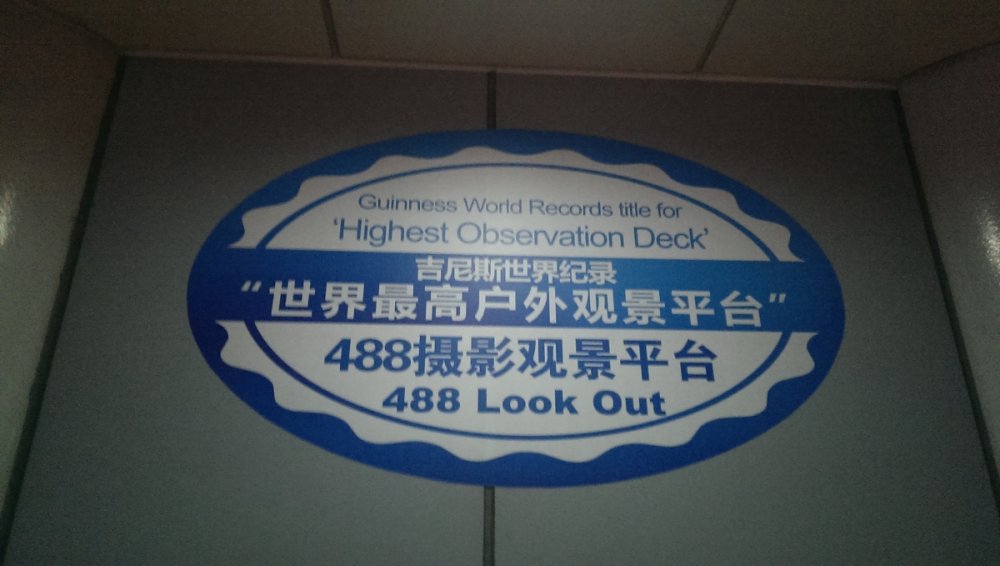 Guinness World Records title for
'Highest Observation Deck'
吉尼斯世界纪录
“世界最高户外观景平台”
488摄影观景平台
488 Look Out